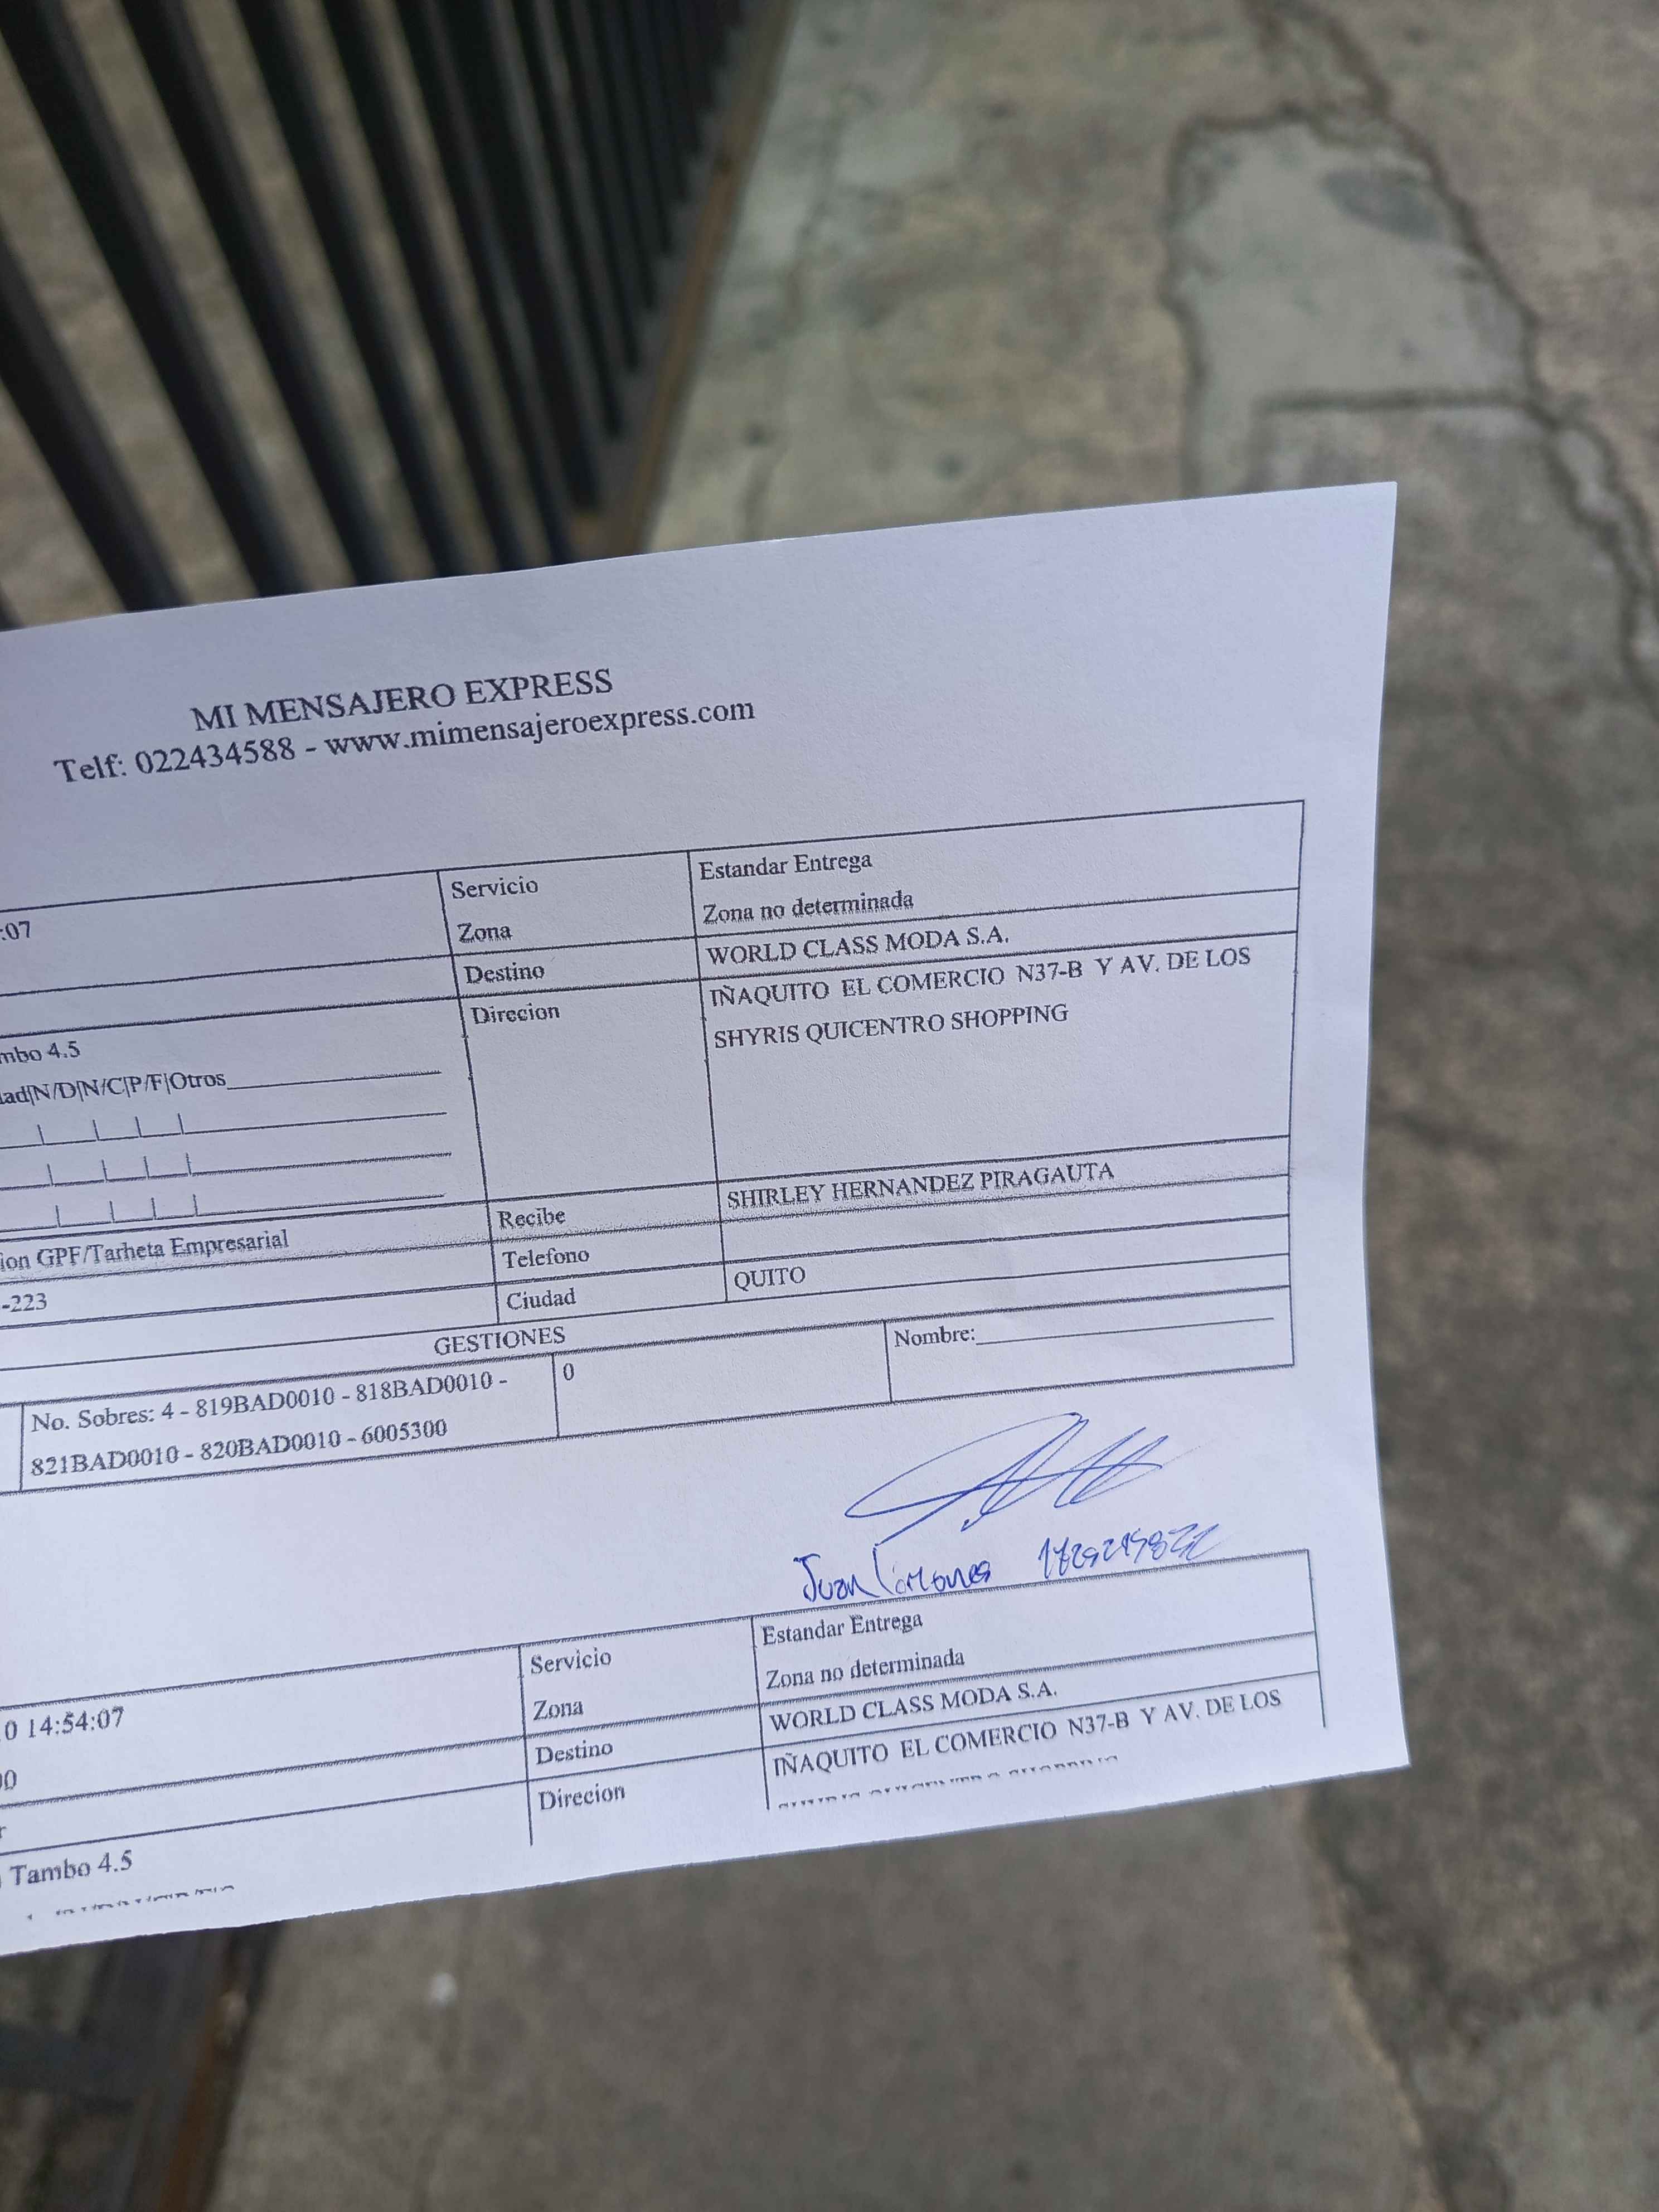 MI MENSAJERO EXPRESS
Telf: 022434588 - www.mimensajeroexpress.com
:07
Servicio
Estandar Entrega
Zona
Zona no determinada
Destino
WORLD CLASS MODA S.A.
Direcion
IÑAQUITO EL COMERCIO N37-B Y AV. DE LOS
SHYRIS QUICENTRO SHOPPING
mbo 4.5
dad|N/D|N/C|P/F|Otros
Recibe
SHIRLEY HERNANDEZ PIRAGAUTA
ion GPF/Tarheta Empresarial
Telefono
-223
Ciudad
QUITO
GESTIONES
No. Sobres: 4 - 819BAD0010 - 818BAD0010 -
821BAD0010 - 820BAD0010 - 6005300
0
Nombre:
Juan
Servicio
Estandar Entrega
0 14:54:07
Zona
Zona no determinada
Destino
WORLD CLASS MODA S.A.
Direcion
IÑAQUITO EL COMERCIO N37-B Y AV. DE LOS
Tambo 4.5